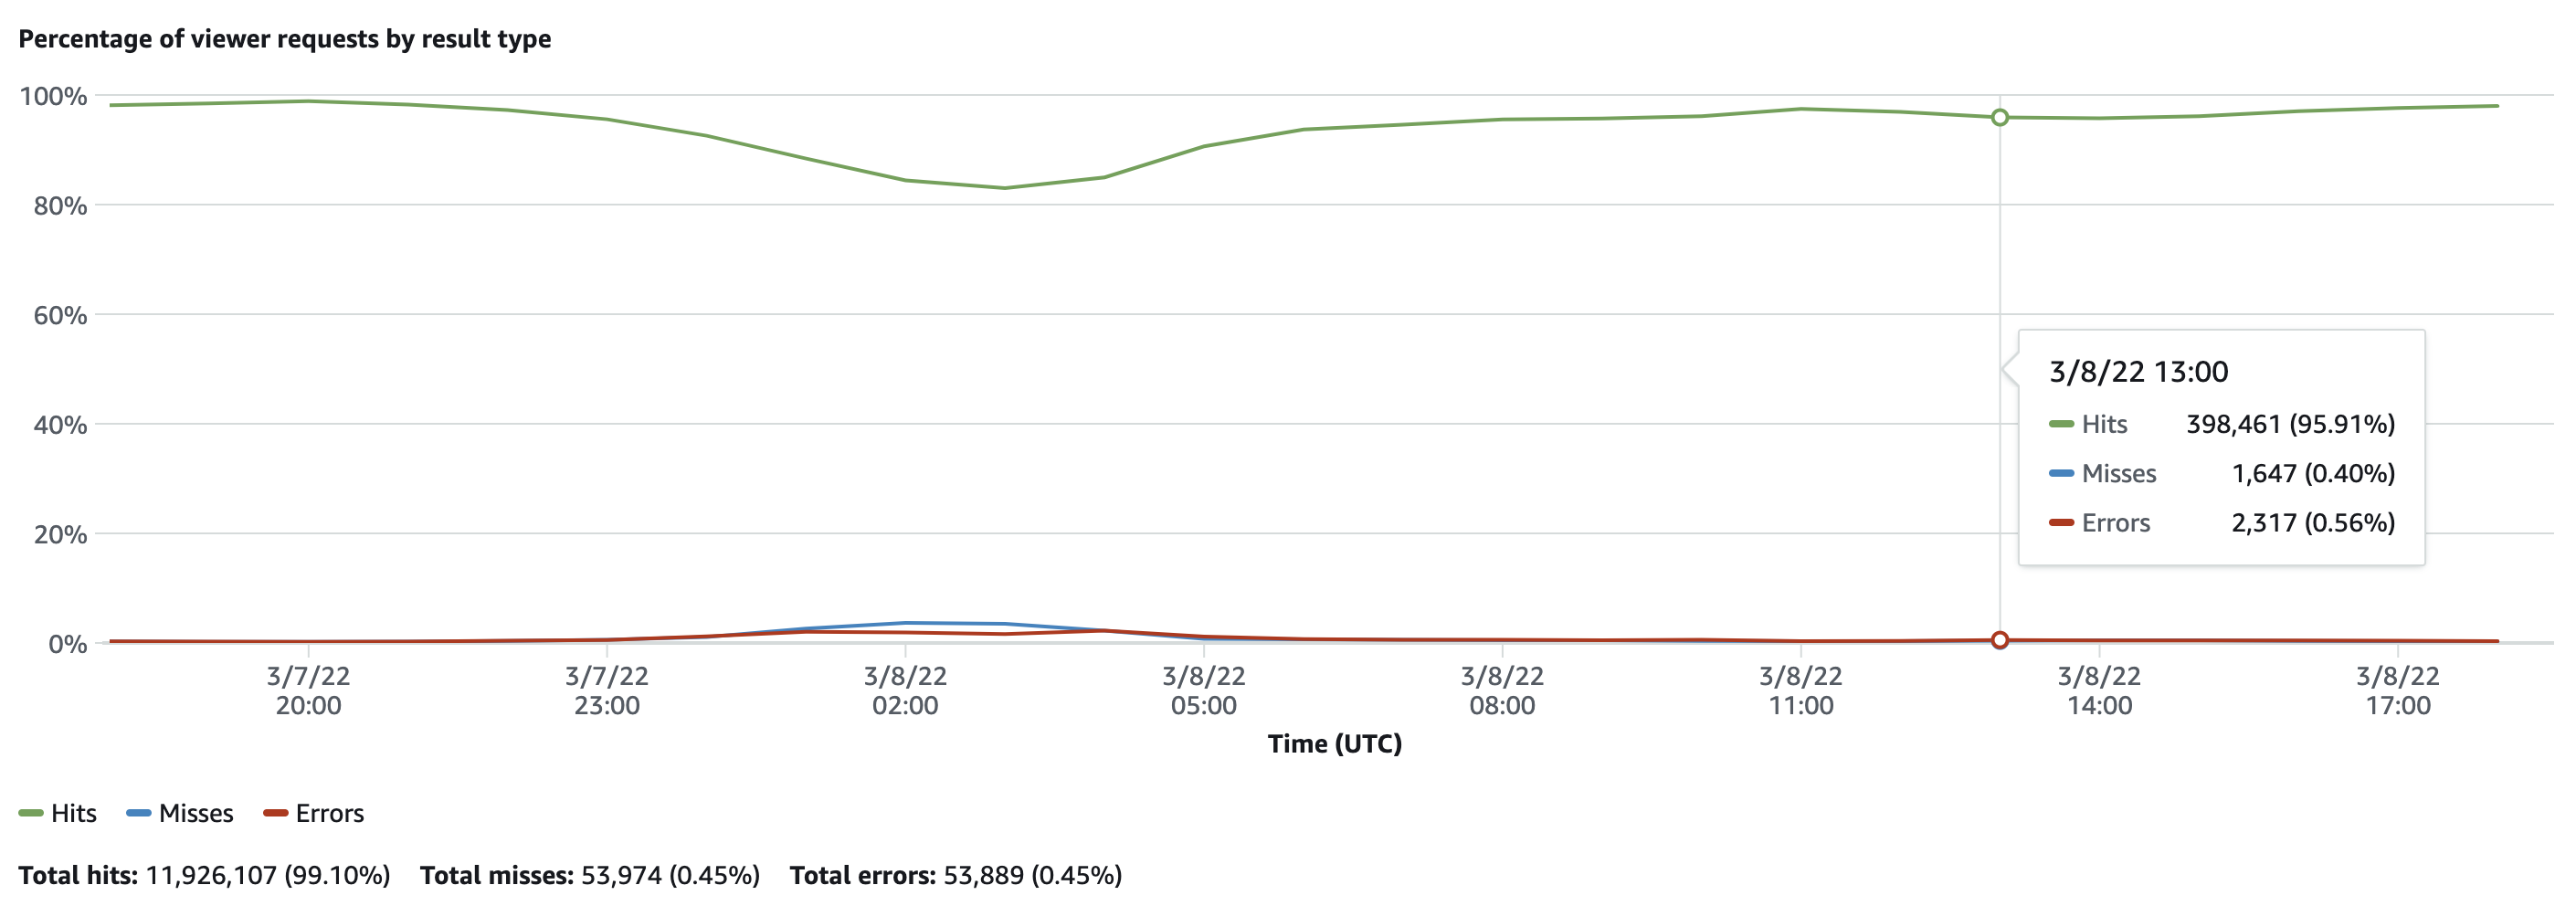 Percentage of viewer requests by result type
100%
80%
60%
40%
20%
0%
3/8/22 13:00
Hits 398,461 (95.91%)
Misses 1,647 (0.40%)
Errors 2,317 (0.56%)
3/7/22 3/7/22 3/8/22 3/8/22 3/8/22 3/8/22 3/8/22 3/8/22
20:00 23:00 02:00 05:00 08:00 11:00 14:00 17:00
Time (UTC)
Hits Misses Errors
Total hits: 11,926,107 (99.10%) Total misses: 53,974 (0.45%) Total errors: 53,889 (0.45%)